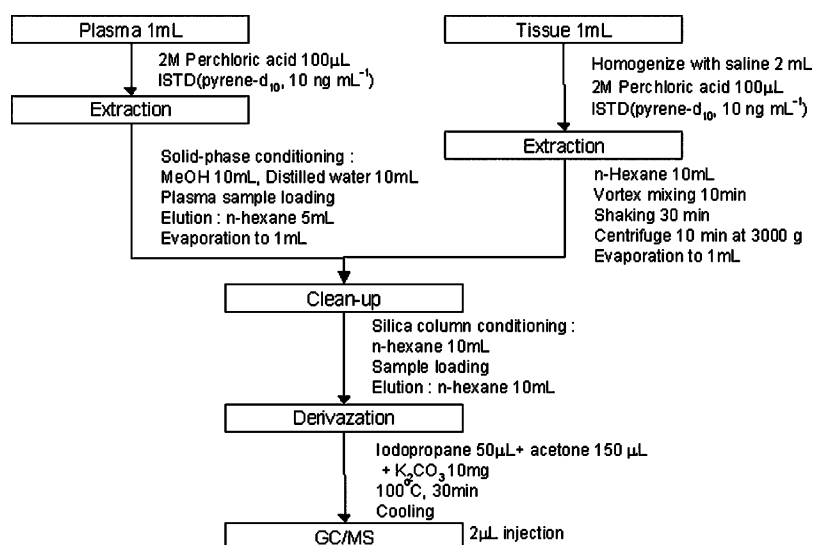 Plasma 1mL
2M Perchloric acid 100μL
ISTD(pyrene-d10, 10 ng mL-1)
Extraction
Solid-phase conditioning :
MeOH 10mL, Distilled water 10mL
Plasma sample loading
Elution : n-hexane 5mL
Evaporation to 1mL
Tissue 1mL
Homogenize with saline 2 mL
2M Perchloric acid 100μL
ISTD(pyrene-d10, 10 ng mL-1)
Extraction
n-Hexane 10mL
Vortex mixing 10min
Shaking 30 min
Centrifuge 10 min at 3000 g
Evaporation to 1mL
Clean-up
Silica column conditioning :
n-hexane 10mL
Sample loading
Elution : n-hexane 10mL
Derivazation
Iodopropane 50μL+ acetone 150 μL
+ K2CO3 10mg
100°C, 30min
Cooling
GC/MS
2μL injection